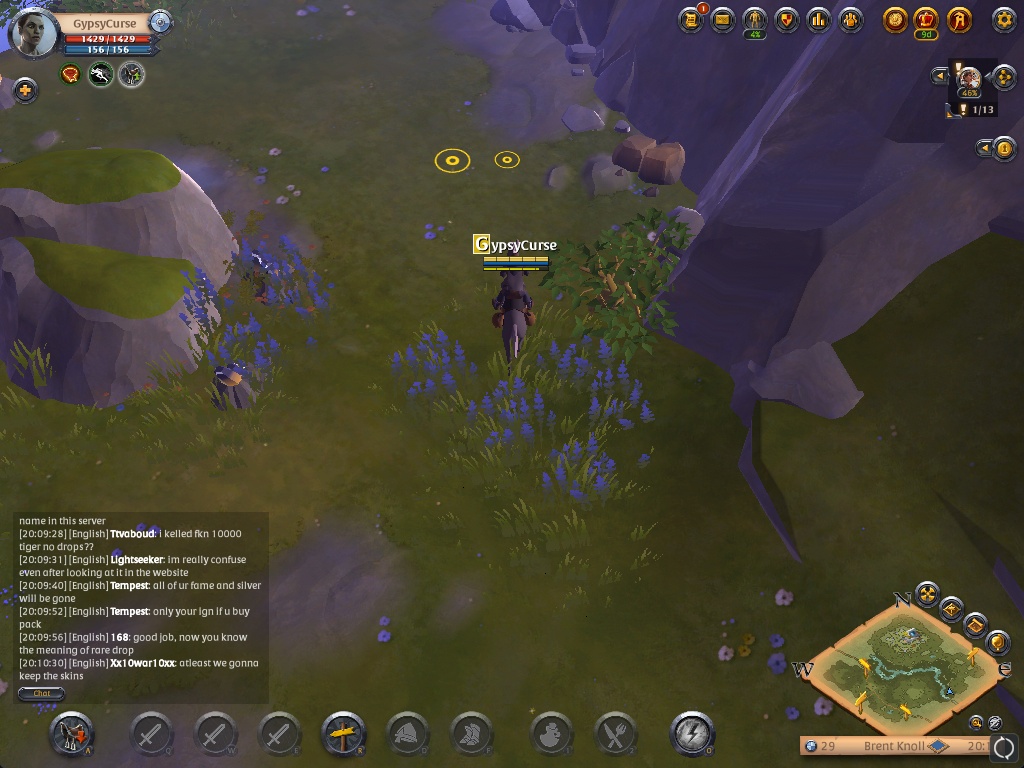 GypsyCurse
1429 / 1429
156 / 156
1
4%
9d
46%
1/13
1
GypsyCurse
name in this server
[20:09:28] [English] Ttvaboud: i kelled fkn 10000
tiger no drops ??
[20:09:31] [English] Lightseeker: im really confuse
even after looking at it in the website
[20:09:40] [English] Tempest: all of ur fame and silver
will be gone
[20:09:52] [English] Tempest: only your ign if u buy
pack
[20:09:56] [English] 168: good job, now you know
the meaning of rare drop
[20:10:30] [English] Xx10war10xx: atleast we gonna
keep the skins
Chat
N
W
E
A
Q
W
E
R
D
F
2
O
29
Brent Knoll